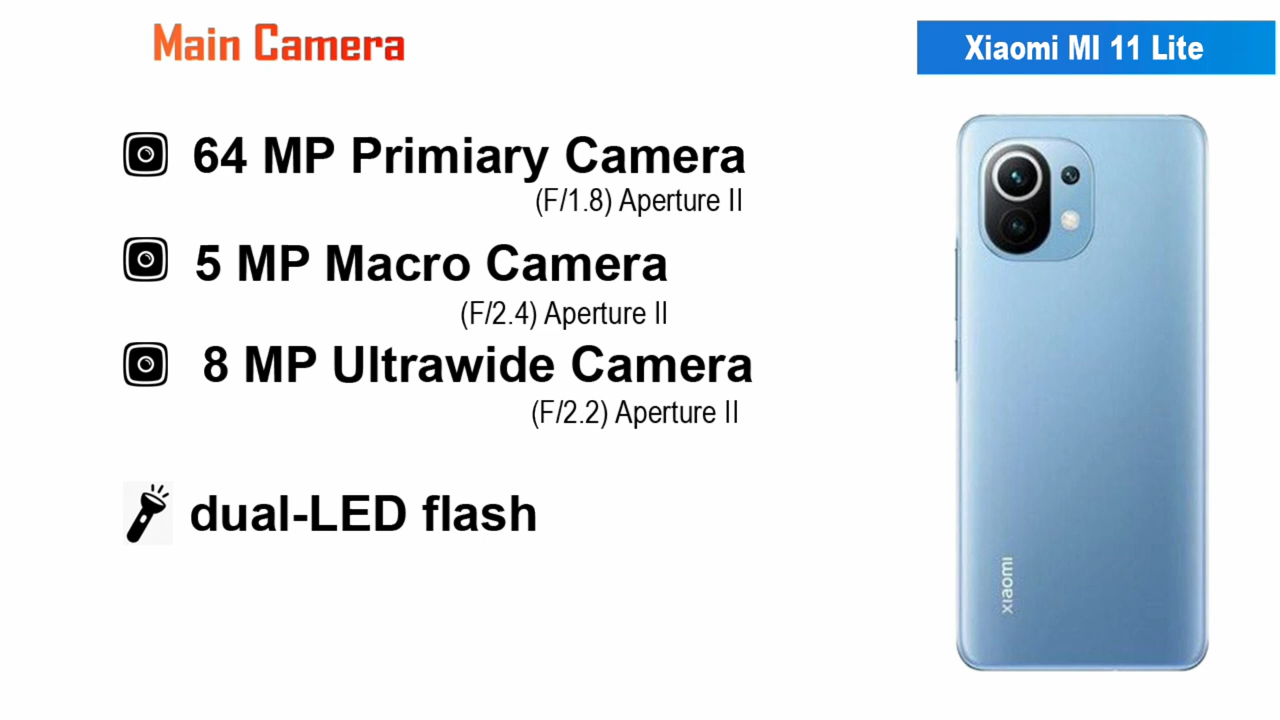 Main Camera
Xiaomi MI 11 Lite
64 MP Primiary Camera
(F/1.8) Aperture II
5 MP Macro Camera
(F/2.4) Aperture II
8 MP Ultrawide Camera
(F/2.2) Aperture II
dual-LED flash
xiaomi